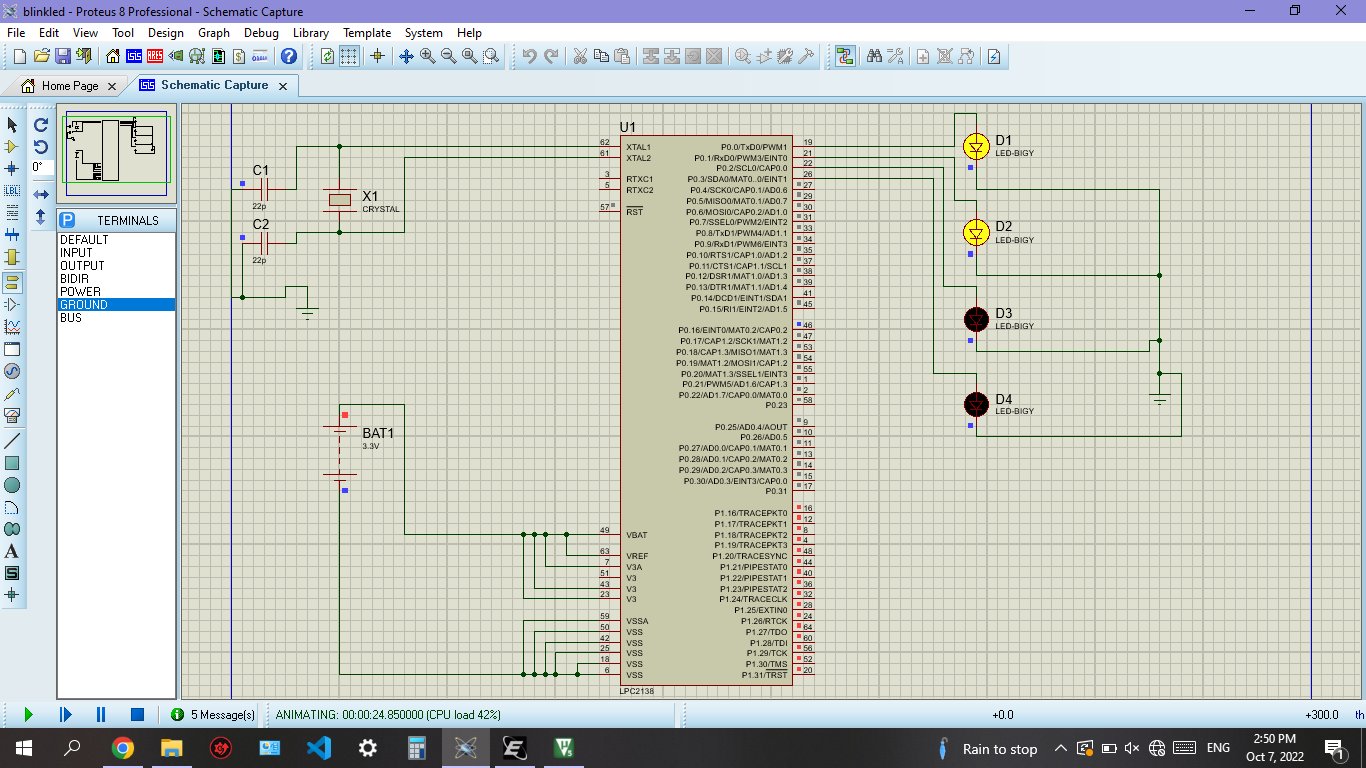 blinkled - Proteus 8 Professional - Schematic Capture
File Edit View Tool Design Graph Debug Library Template System Help
Home Page
Schematic Capture
0°
LBL
TERMINALS
DEFAULT
INPUT
OUTPUT
BIDIR
POWER
GROUND
BUS
C1
22p
C2
22p
X1
CRYSTAL
BAT1
3.3V
U1
62 XTAL1
61 XTAL2
3 RTXC1
5 RTXC2
57 RST
49 VBAT
63 VREF
7 V3A
51 V3
43 V3
23 V3
59 VSSA
50 VSS
42 VSS
25 VSS
18 VSS
6 VSS
P0.0/TxD0/PWM1 19
P0.1/RxD0/PWM3/EINT0 21
P0.2/SCL0/CAP0.0 22
P0.3/SDA0/MAT0..0/EINT1 26
P0.4/SCK0/CAP0.1/AD0.6 27
P0.5/MISO0/MAT0.1/AD0.7 29
P0.6/MOSI0/CAP0.2/AD1.0 30
P0.7/SSEL0/PWM2/EINT2 31
P0.8/TxD1/PWM4/AD1.1 33
P0.9/RxD1/PWM6/EINT3 34
P0.10/RTS1/CAP1.0/AD1.2 35
P0.11/CTS1/CAP1.1/SCL1 37
P0.12/DSR1/MAT1.0/AD1.3 38
P0.13/DTR1/MAT1.1/AD1.4 39
P0.14/DCD1/EINT1/SDA1 41
P0.15/RI1/EINT2/AD1.5 45
P0.16/EINT0/MAT0.2/CAP0.2 46
P0.17/CAP1.2/SCK1/MAT1.2 47
P0.18/CAP1.3/MISO1/MAT1.3 53
P0.19/MAT1.2/MOSI1/CAP1.2 54
P0.20/MAT1.3/SSEL1/EINT3 55
P0.21/PWM5/AD1.6/CAP1.3 1
P0.22/AD1.7/CAP0.0/MAT0.0 2
P0.23 58
P0.25/AD0.4/AOUT 9
P0.26/AD0.5 10
P0.27/AD0.0/CAP0.1/MAT0.1 11
P0.28/AD0.1/CAP0.2/MAT0.2 13
P0.29/AD0.2/CAP0.3/MAT0.3 14
P0.30/AD0.3/EINT3/CAP0.0 15
P0.31 17
P1.16/TRACEPKT0 16
P1.17/TRACEPKT1 12
P1.18/TRACEPKT2 8
P1.19/TRACEPKT3 4
P1.20/TRACESYNC 48
P1.21/PIPESTAT0 44
P1.22/PIPESTAT1 40
P1.23/PIPESTAT2 36
P1.24/TRACECLK 32
P1.25/EXTIN0 28
P1.26/RTCK 24
P1.27/TDO 64
P1.28/TDI 60
P1.29/TCK 56
P1.30/TMS 52
P1.31/TRST 20
LPC2138
D1
LED-BIGY
D2
LED-BIGY
D3
LED-BIGY
D4
LED-BIGY
5 Message(s)
ANIMATING: 00:00:24.850000 (CPU load 42%)
+0.0
+300.0 th
Rain to stop
ENG
2:50 PM
Oct 7, 2022
1